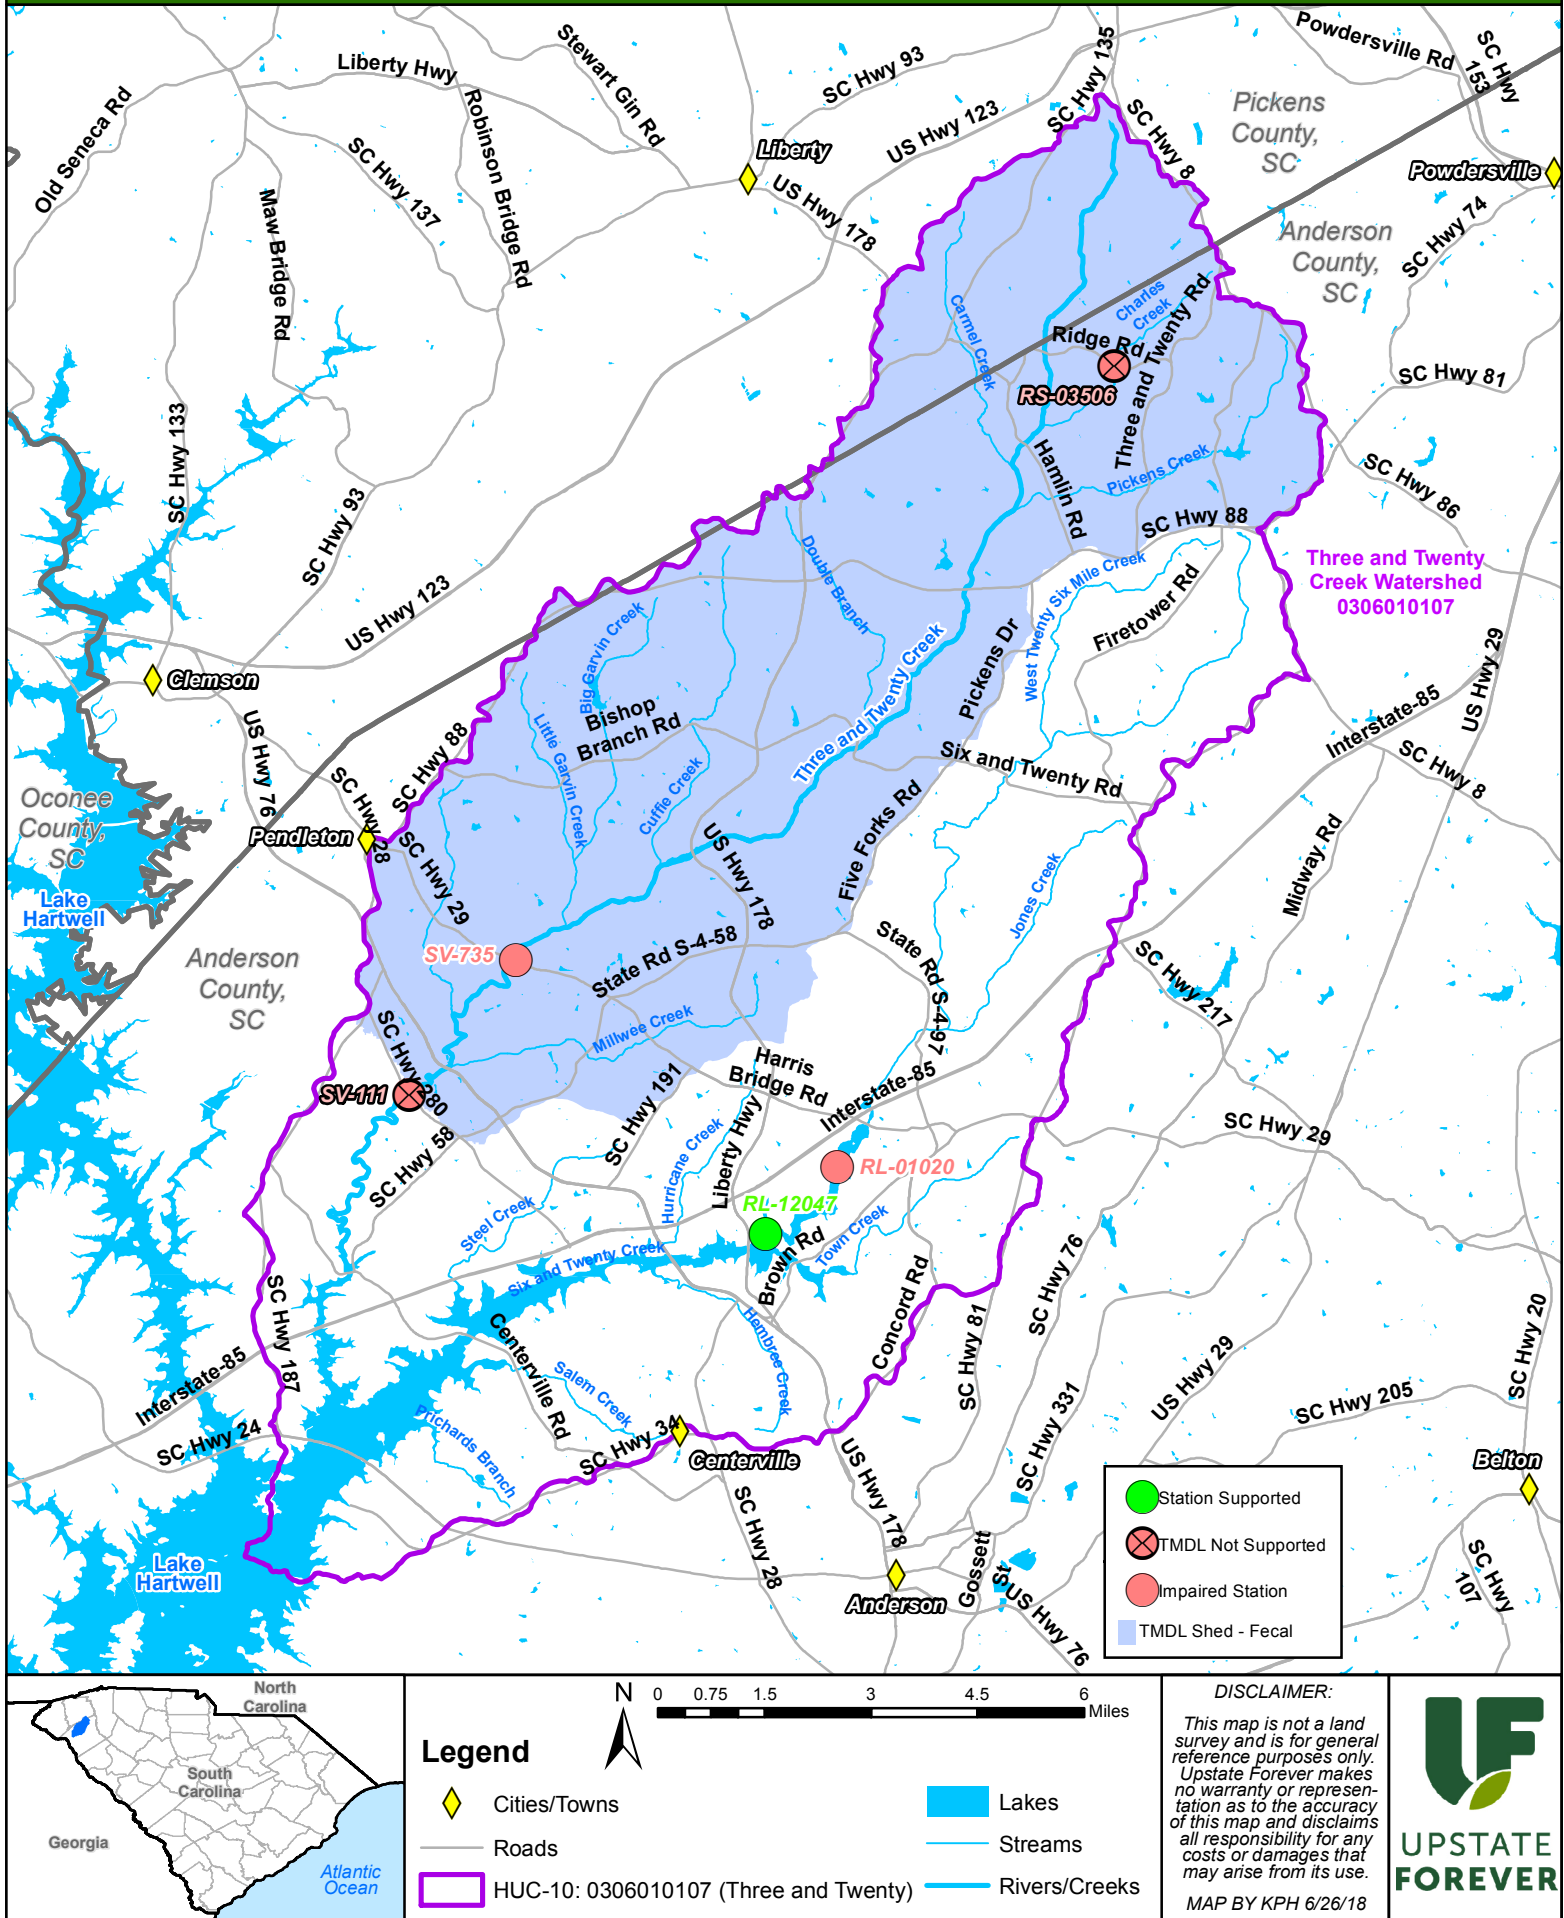 Powdersville Rd
SC Hwy
153
Stewart Gin Rd
Liberty Hwy
SC Hwy 93
SC Hwy 135
Old Seneca Rd
Robinson Bridge Rd
US Hwy 123
SC Hwy 8
Pickens
County,
SC
SC Hwy 137
Liberty
Powdersville
Maw Bridge Rd
US Hwy 178
Anderson
County,
SC
SC Hwy 74
Carmel Creek
Charles
Creek
Ridge Rd
Three and Twenty Rd
RS-03506
SC Hwy 81
SC Hwy 133
Hamlin Rd
Pickens Creek
SC Hwy 86
SC Hwy 93
SC Hwy 88
Double Branch
West Twenty Six Mile Creek
Three and Twenty
Creek Watershed
0306010107
US Hwy 123
Firetower Rd
Big Garvin Creek
Three and Twenty Creek
Pickens Dr
US Hwy 29
Clemson
Bishop
Branch Rd
Little Garvin Creek
US Hwy 76
SC Hwy 88
Interstate-85
Six and Twenty Rd
SC Hwy 8
Oconee
County,
SC
SC Hwy 28
Cuffie Creek
Pendleton
SC Hwy 29
US Hwy 178
Five Forks Rd
Midway Rd
Jones Creek
Lake
Hartwell
SV-735
State Rd S-4-58
State Rd S-4-97
SC Hwy 217
Anderson
County,
SC
Millwee Creek
SC Hwy 280
SV-111
Harris
Bridge Rd
Interstate-85
SC Hwy 191
SC Hwy 58
Hurricane Creek
Liberty Hwy
SC Hwy 29
RL-01020
RL-12047
Steel Creek
Town Creek
Six and Twenty Creek
Brown Rd
Concord Rd
SC Hwy 76
SC Hwy 187
Centerville Rd
Hembree Creek
SC Hwy 81
SC Hwy 20
Interstate-85
Salem Creek
US Hwy 29
SC Hwy 205
SC Hwy 24
Prichards Branch
SC Hwy 34
SC Hwy 331
Centerville
US Hwy 178
Belton
SC Hwy 28
Lake
Hartwell
Gossett
St
Anderson
US Hwy 76
SC Hwy
107
Station Supported
TMDL Not Supported
Impaired Station
TMDL Shed - Fecal
North
Carolina
South
Carolina
Georgia
Atlantic
Ocean
N
0 0.75 1.5 3 4.5 6
Miles
Legend
Cities/Towns
Roads
HUC-10: 0306010107 (Three and Twenty)
Lakes
Streams
Rivers/Creeks
DISCLAIMER:
This map is not a land
survey and is for general
reference purposes only.
Upstate Forever makes
no warranty or represen-
tation as to the accuracy
of this map and disclaims
all responsibility for any
costs or damages that
may arise from its use.
MAP BY KPH 6/26/18
UF
UPSTATE
FOREVER